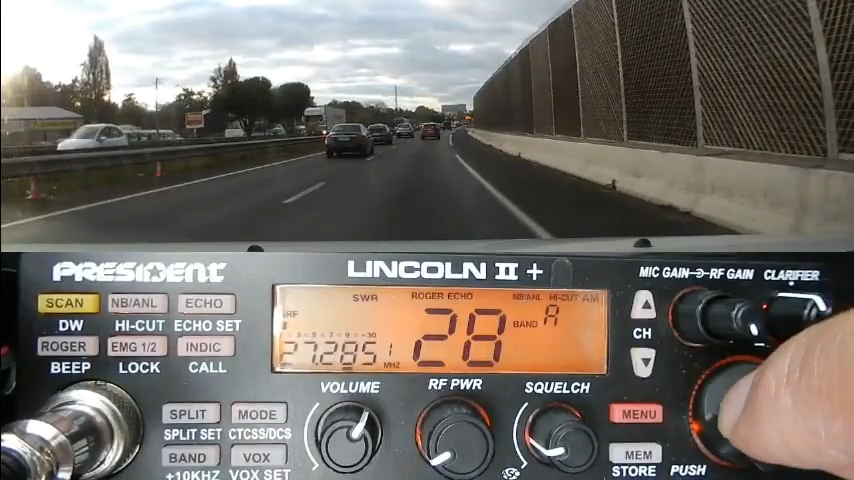 PRESIDENT
LINCOLN II +
MIC GAIN RF GAIN
CLARIFIER
SCAN
NB/ANL
ECHO
DW
HI-CUT
ECHO SET
ROGER
EMG 1/2
INDIC
BEEP
LOCK
CALL
SWR
ROGER ECHO
NB/ANL HI-CUT AM
RF
27.285 MHz
28
BAND A
CH
VOLUME
RF PWR
SQUELCH
SPLIT
MODE
MENU
SPLIT SET
CTCSS/DCS
BAND
VOX
MEM
+10KHZ
VOX SET
STORE
PUSH